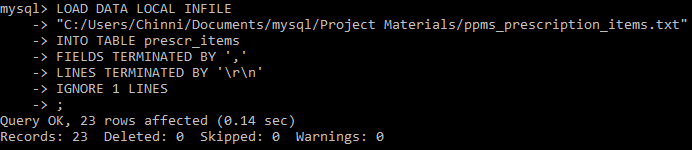 mysql> LOAD DATA LOCAL INFILE
    -> "C:/Users/Chinni/Documents/mysql/Project Materials/ppms_prescription_items.txt"
    -> INTO TABLE prescr_items
    -> FIELDS TERMINATED BY ','
    -> LINES TERMINATED BY '\r\n'
    -> IGNORE 1 LINES
    -> ;
Query OK, 23 rows affected (0.14 sec)
Records: 23  Deleted: 0  Skipped: 0  Warnings: 0